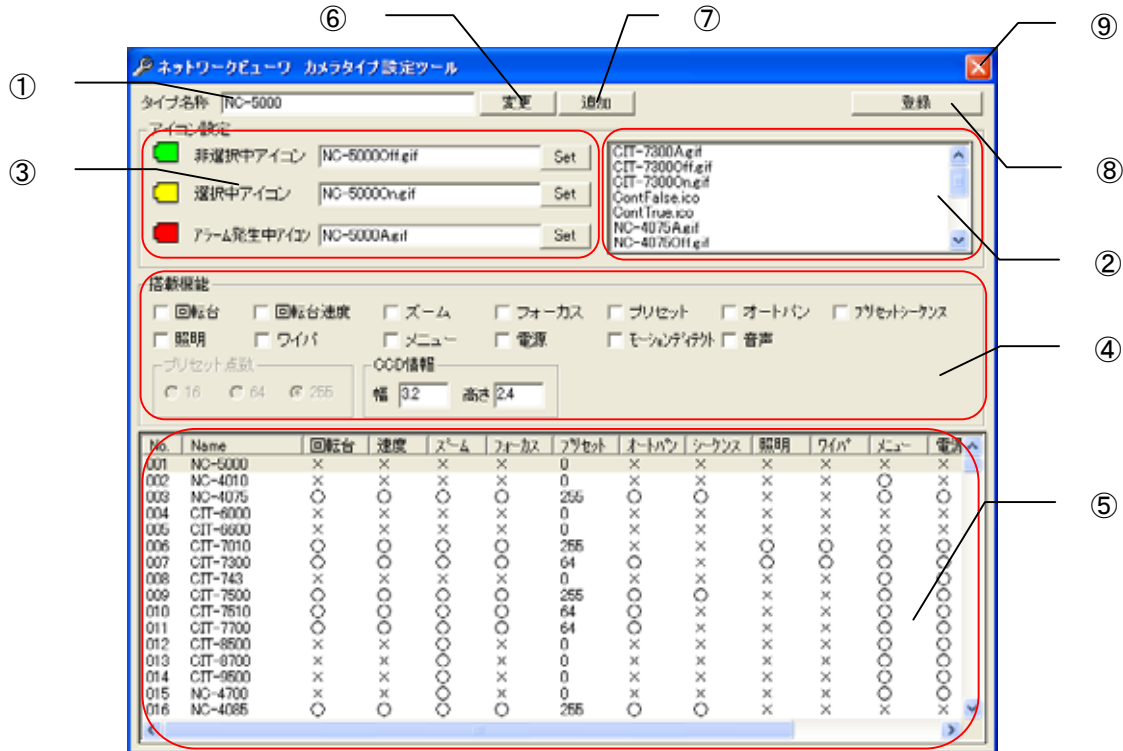 ⑥ ⑦ ⑨
ネットワークビューワ カメラタイプ設定ツール
①
タイプ名称 NC-5000 変更 追加 登録
アイコン設定
③
非選択中アイコン NC-5000Off.gif Set
選択中アイコン NC-5000On.gif Set
アラーム発生中アイコン NC-5000A.gif Set
CIT-7300A.gif
CIT-7300Off.gif
CIT-7300On.gif
ContFalse.ico
ContTrue.ico
NC-4075A.gif
NC-4075Off.gif
⑧
②
搭載機能
回転台 回転台速度 ズーム フォーカス プリセット オートパン プリセットシーケンス
照明 ワイパ メニュー 電源 モーションディテクト 音声
④
プリセット点数
16 64 255
CCD情報
幅 3.2 高さ 2.4
No. Name 回転台 速度 ズーム フォーカス プリセット オートパン シーケンス 照明 ワイパ メニュー 電源
001 NC-5000 × × × × 0 × × × × × ×
002 NC-4010 × × × × 0 × × × × ○ ×
003 NC-4075 ○ ○ ○ ○ 255 ○ ○ × × ○ ○
004 CIT-6000 × × × × 0 × × × × × ×
005 CIT-6600 × × × × 0 × × × × × ×
006 CIT-7010 ○ ○ ○ ○ 255 × × ○ ○ ○ ○
007 CIT-7300 ○ ○ ○ ○ 64 ○ × ○ ○ ○ ○
008 CIT-743 × × × × 0 × × × × ○ ○
009 CIT-7500 ○ ○ ○ ○ 255 ○ ○ × × ○ ○
010 CIT-7510 ○ ○ ○ ○ 64 ○ × × × ○ ○
011 CIT-7700 ○ ○ ○ ○ 64 ○ × × × ○ ○
012 CIT-8500 × × ○ × 0 × × × × ○ ○
013 CIT-8700 × × ○ × 0 × × × × ○ ○
014 CIT-9500 × × ○ × 0 × × × × ○ ○
015 NC-4700 × × ○ × 0 × × × × ○ ○
016 NC-4085 ○ ○ ○ ○ 255 ○ ○ × × ○ ×
⑤